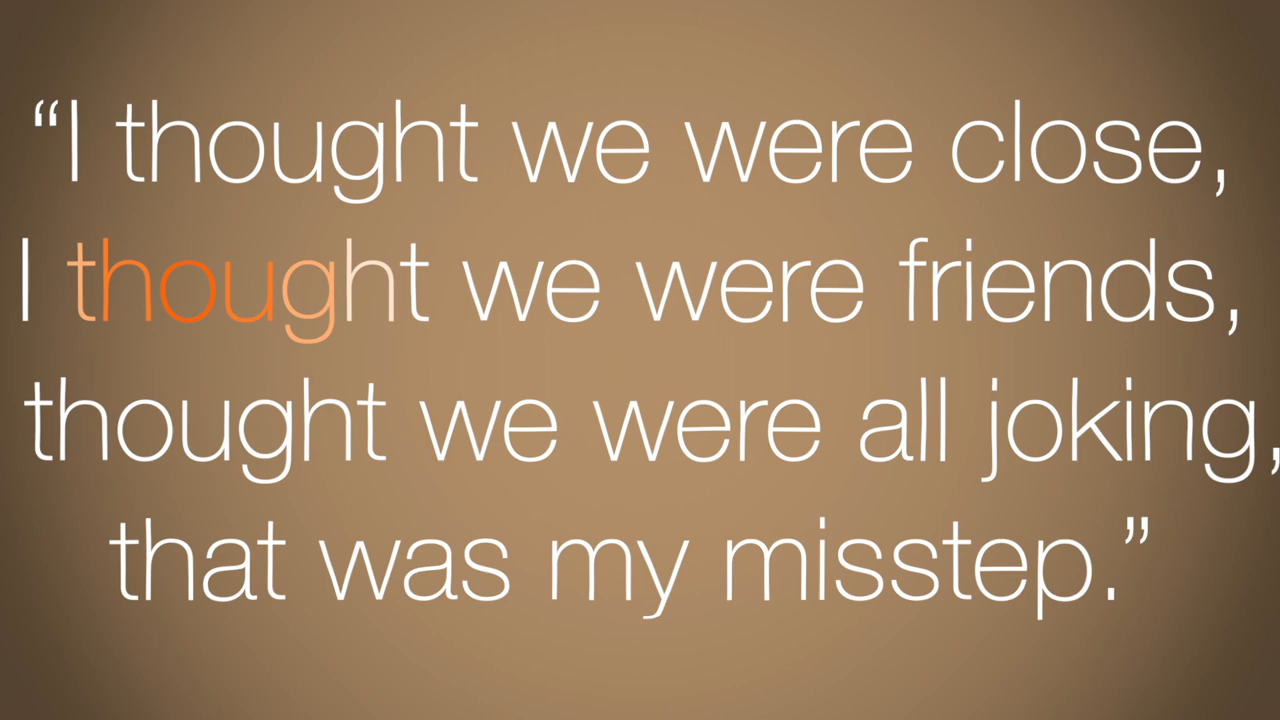 “I thought we were close,
I thought we were friends,
thought we were all joking,
that was my misstep.”